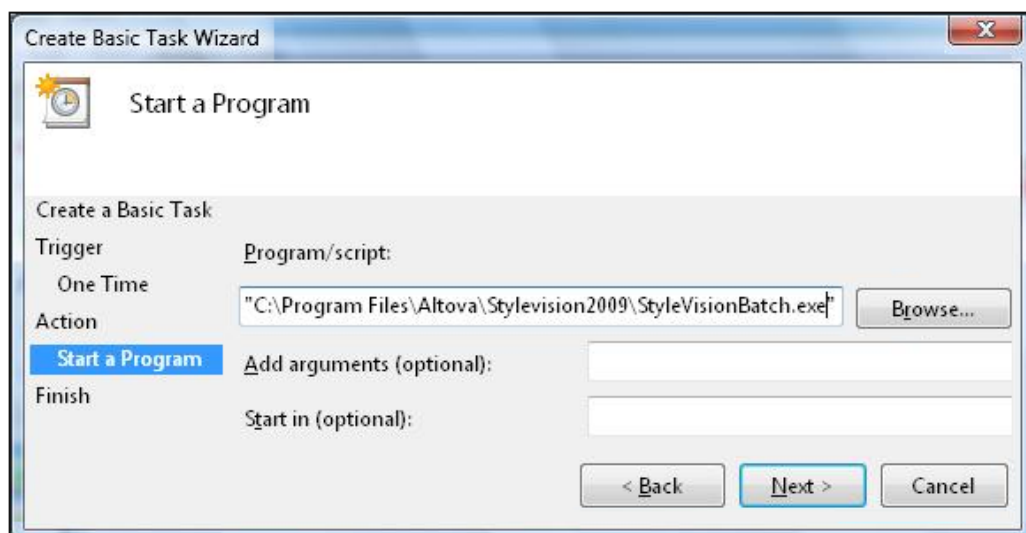 Create Basic Task Wizard
Start a Program
Create a Basic Task
Trigger
One Time
Action
Start a Program
Finish
Program/script:
"C:\Program Files\Altova\Stylevision2009\StyleVisionBatch.exe"
Browse...
Add arguments (optional):
Start in (optional):
< Back
Next >
Cancel